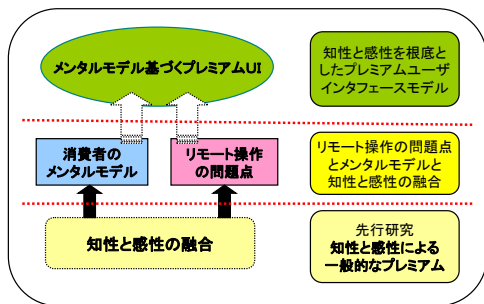 メンタルモデル基づくプレミアムUI
知性と感性を根底と
したプレミアムユーザ
インタフェースモデル
消費者の
メンタルモデル
リモート操作
の問題点
リモート操作の問題点
とメンタルモデルと
知性と感性の融合
知性と感性の融合
先行研究
知性と感性による
一般的なプレミアム